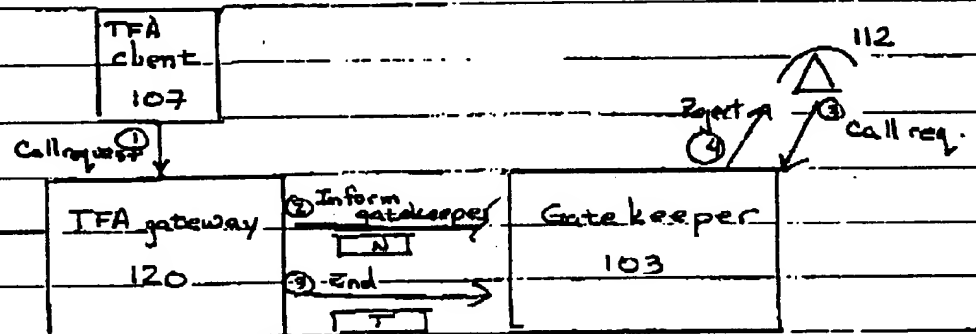 TFA
client
107
112
① Call request
Reject
④
③ Call req.
② Inform
gatekeeper
N
TFA gateway
120
Gatekeeper
103
End
T